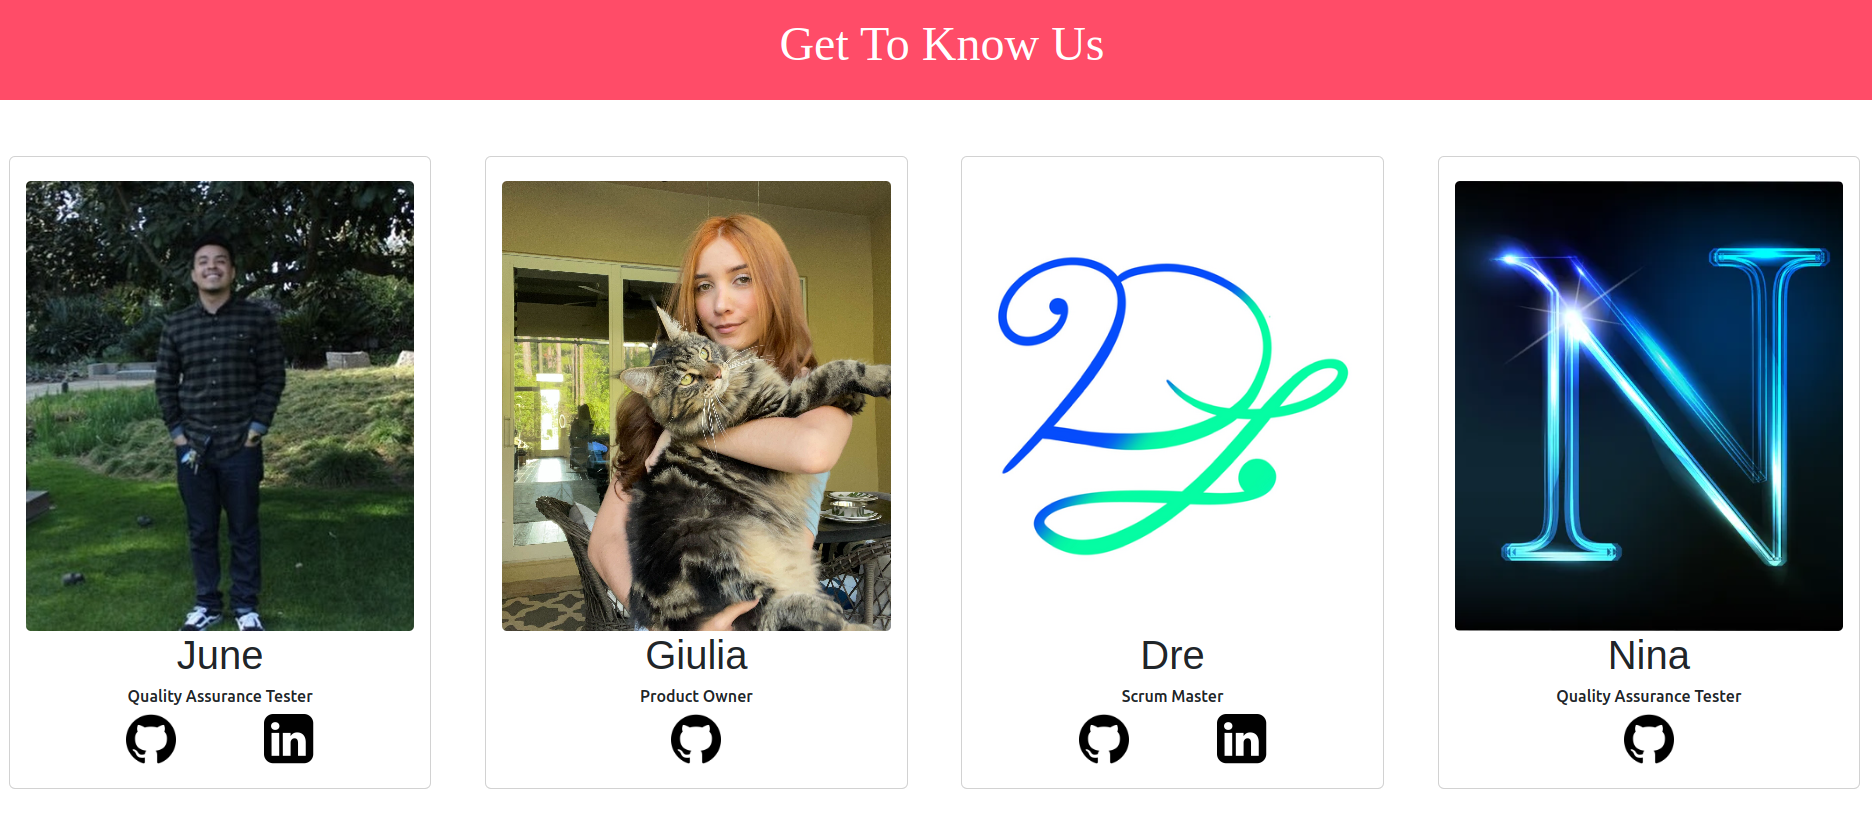 Get To Know Us
N
June
Giulia
Dre
Nina
Quality Assurance Tester
Product Owner
Scrum Master
Quality Assurance Tester
in
in